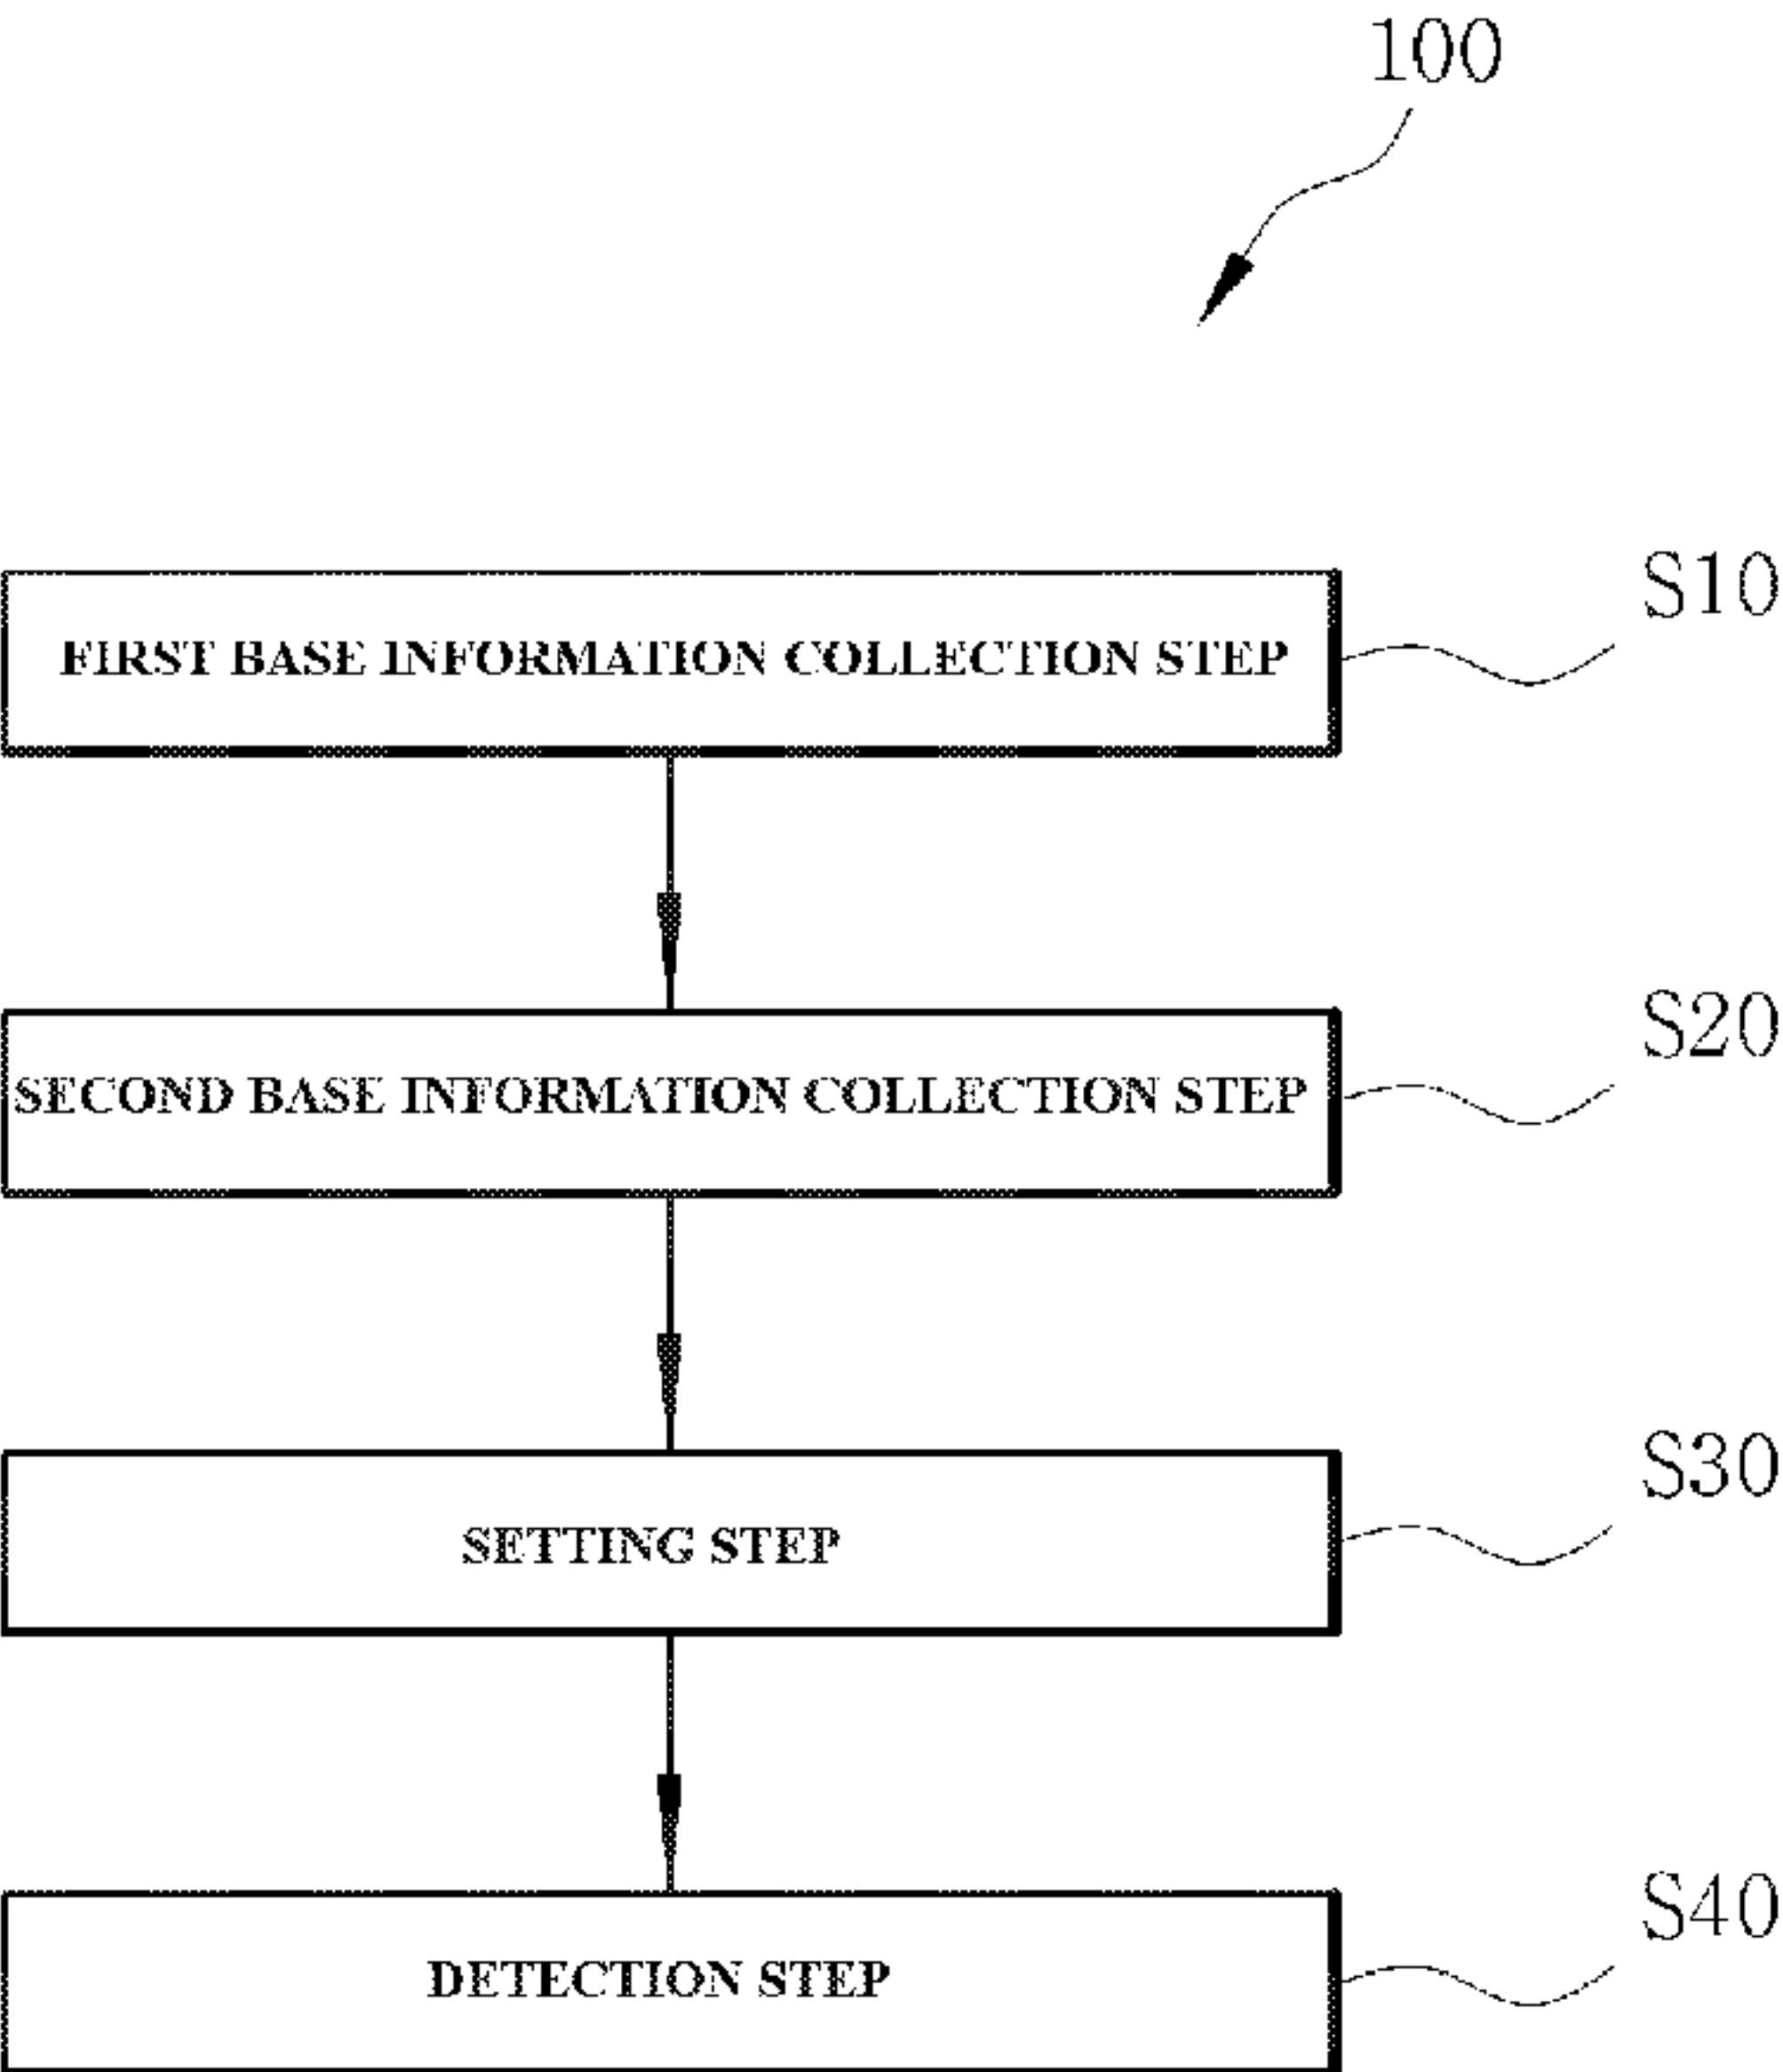 100
S10
FIRST BASE INFORMATION COLLECTION STEP
S20
SECOND BASE INFORMATION COLLECTION STEP
S30
SETTING STEP
S40
DETECTION STEP